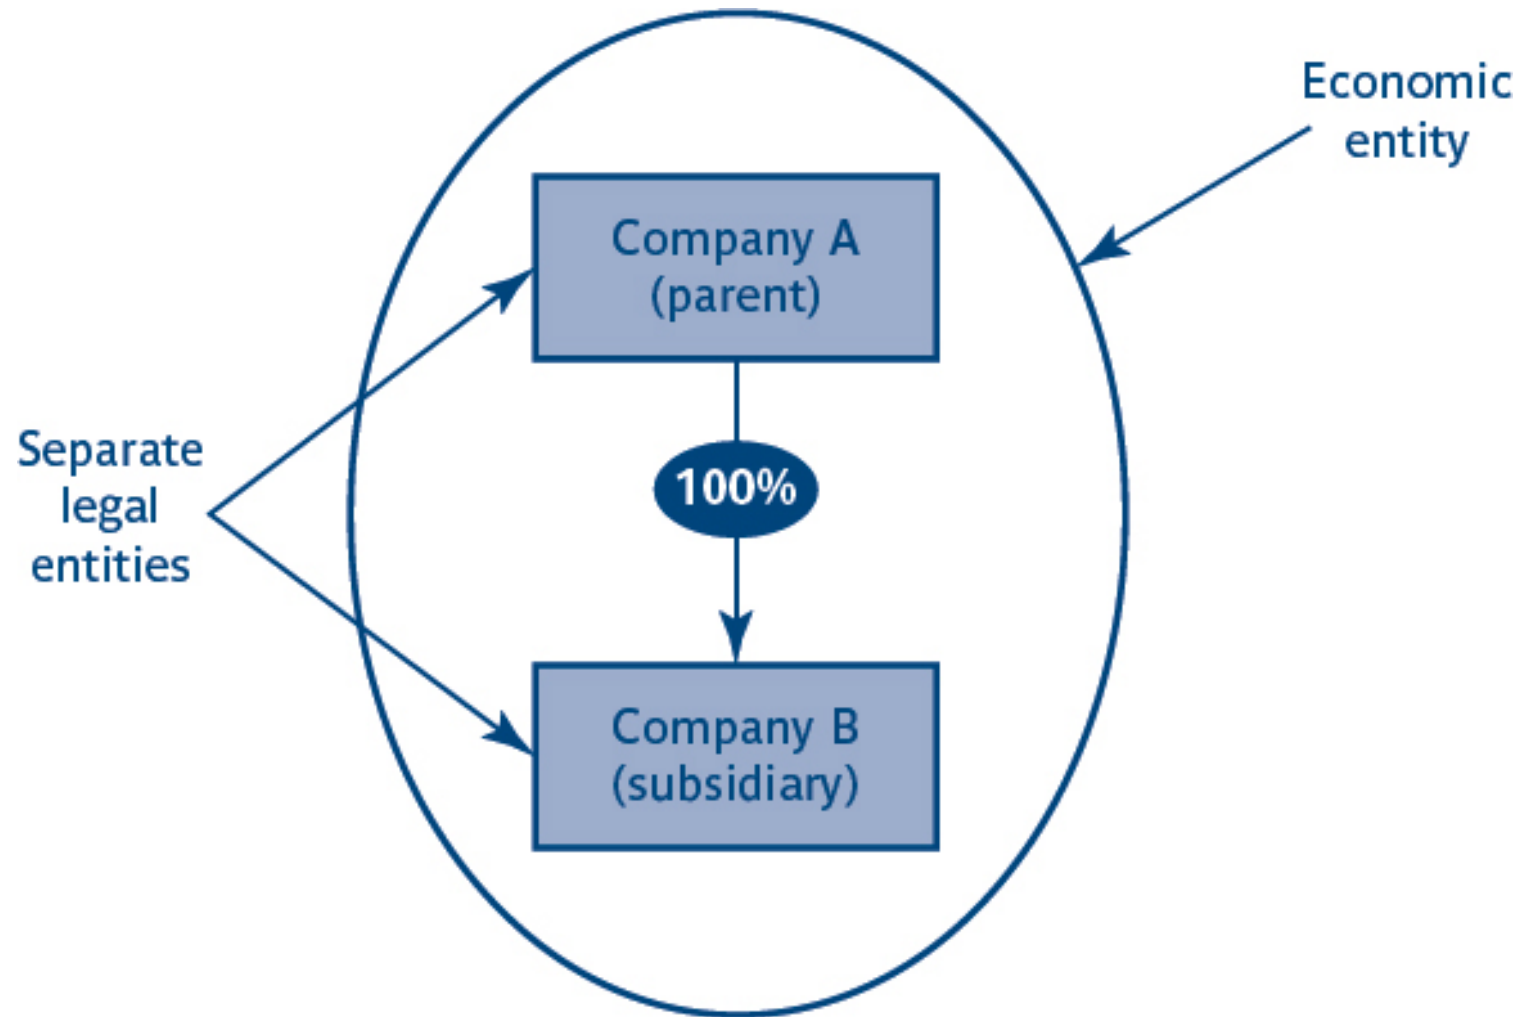 Economic
entity
Company A
(parent)
Separate
legal
entities
100%
Company B
(subsidiary)